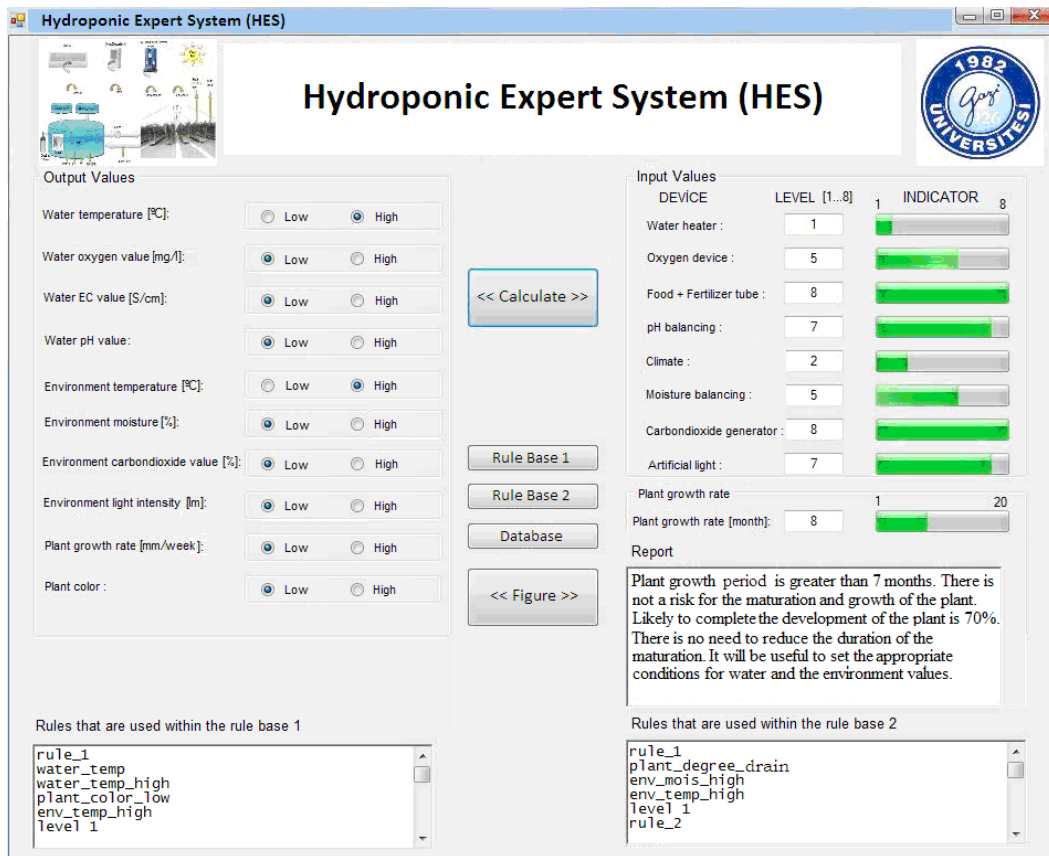 Hydroponic Expert System (HES)
Hydroponic Expert System (HES)
1982
Gazi
1926
ÜNİVERSİTESİ
Output Values
Water temperature [ºC]: Low High
Water oxygen value [mg/l]: Low High
Water EC value [S/cm]: Low High
Water pH value: Low High
Environment temperature [ºC]: Low High
Environment moisture [%]: Low High
Environment carbondioxide value [%]: Low High
Environment light intensity [lm]: Low High
Plant growth rate [mm/week]: Low High
Plant color : Low High
<< Calculate >>
Rule Base 1
Rule Base 2
Database
<< Figure >>
Input Values
DEVİCE LEVEL [1...8] 1 INDICATOR 8
Water heater : 1
Oxygen device : 5
Food + Fertilizer tube : 8
pH balancing : 7
Climate : 2
Moisture balancing : 5
Carbondioxide generator : 8
Artificial light : 7
Plant growth rate 1 20
Plant growth rate [month]: 8
Report
Plant growth period is greater than 7 months. There is
not a risk for the maturation and growth of the plant.
Likely to complete the development of the plant is 70%.
There is no need to reduce the duration of the
maturation. It will be useful to set the appropriate
conditions for water and the environment values.
Rules that are used within the rule base 1
rule_1
water_temp
water_temp_high
plant_color_low
env_temp_high
level 1
Rules that are used within the rule base 2
rule_1
plant_degree_drain
env_mois_high
env_temp_high
level 1
rule_2